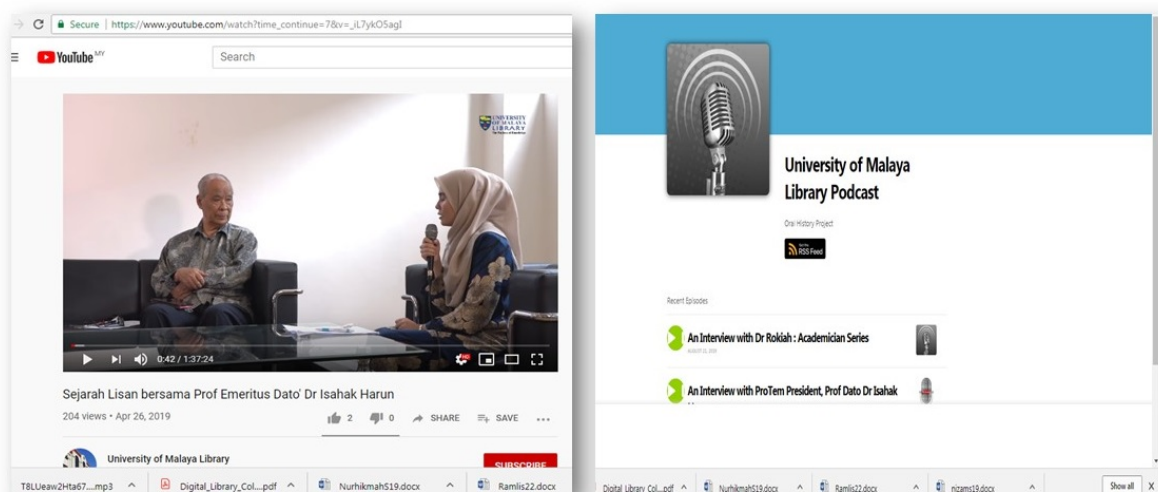 Secure | https://www.youtube.com/watch?time_continue=7&v=_iL7ykO5agI
YouTube MY
Search
UNIVERSITY
OF MALAYA
LIBRARY
0:42 / 1:37:24
HD
Sejarah Lisan bersama Prof Emeritus Dato' Dr Isahak Harun
204 views • Apr 26, 2019
2
0
SHARE
SAVE
University of Malaya Library
SUBSCRIBE
T8LUeaw2Hta67....mp3
Digital_Library_Col....pdf
NurhikmahS19.docx
Ramlis22.docx
University of Malaya
Library Podcast
Oral History Project
RSS Feed
Recent Episodes
An Interview with Dr Rokiah : Academician Series
An Interview with ProTem President, Prof Dato Dr Isahak
Digital Library Col....pdf
NurhikmahS19.docx
Ramlis22.docx
nizams19.docx
Show all X